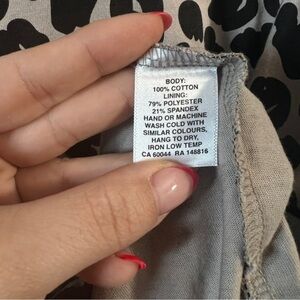 BODY:
100% COTTON
LINING:
79% POLYESTER
21% SPANDEX
HAND OR MACHINE
WASH COLD WITH
SIMILAR COLOURS,
HANG TO DRY,
IRON LOW TEMP
CA 60044 RA 148816